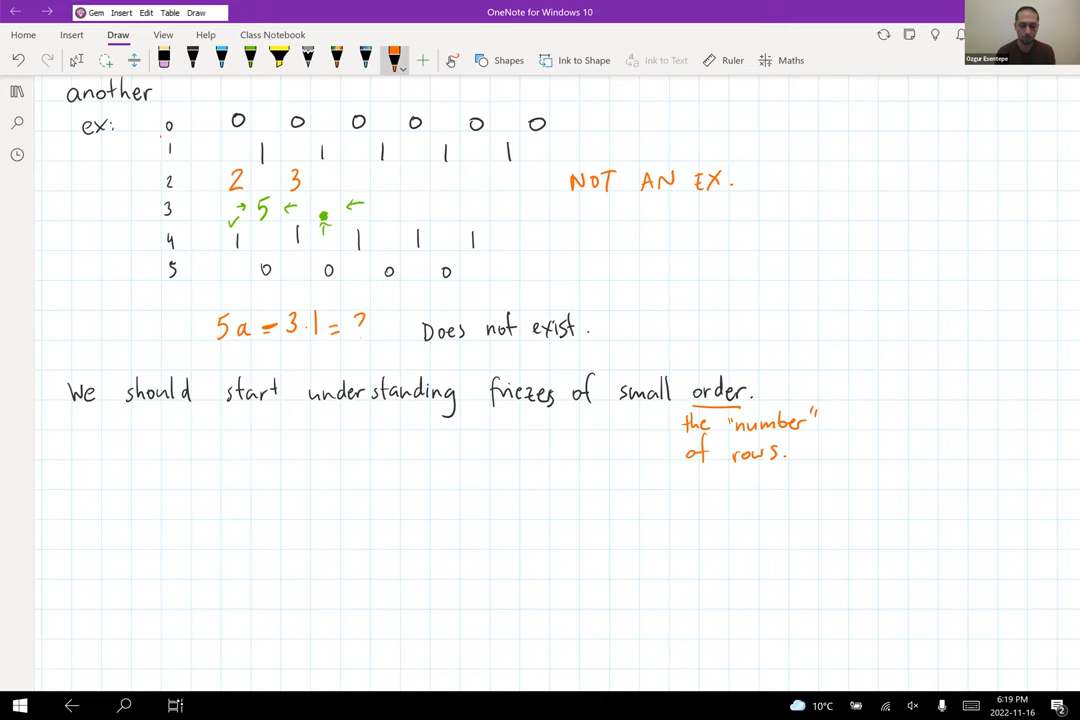 Gem Insert Edit Table Draw
OneNote for Windows 10
Home Insert Draw View Help Class Notebook
Shapes Ink to Shape Ink to Text Ruler Maths
Ozgur Esentepe
another
ex: 0 0 0 0 0 0 0
1 1 1 1 1 1
2 2 3 NOT AN EX.
3 → 5 ← ←
4 1 1 1 1 1
5 0 0 0 0
5a - 3.1 = ? Does not exist.
We should start understanding friezes of small order.
the "number"
of rows.
10°C
6:19 PM
2022-11-16
2